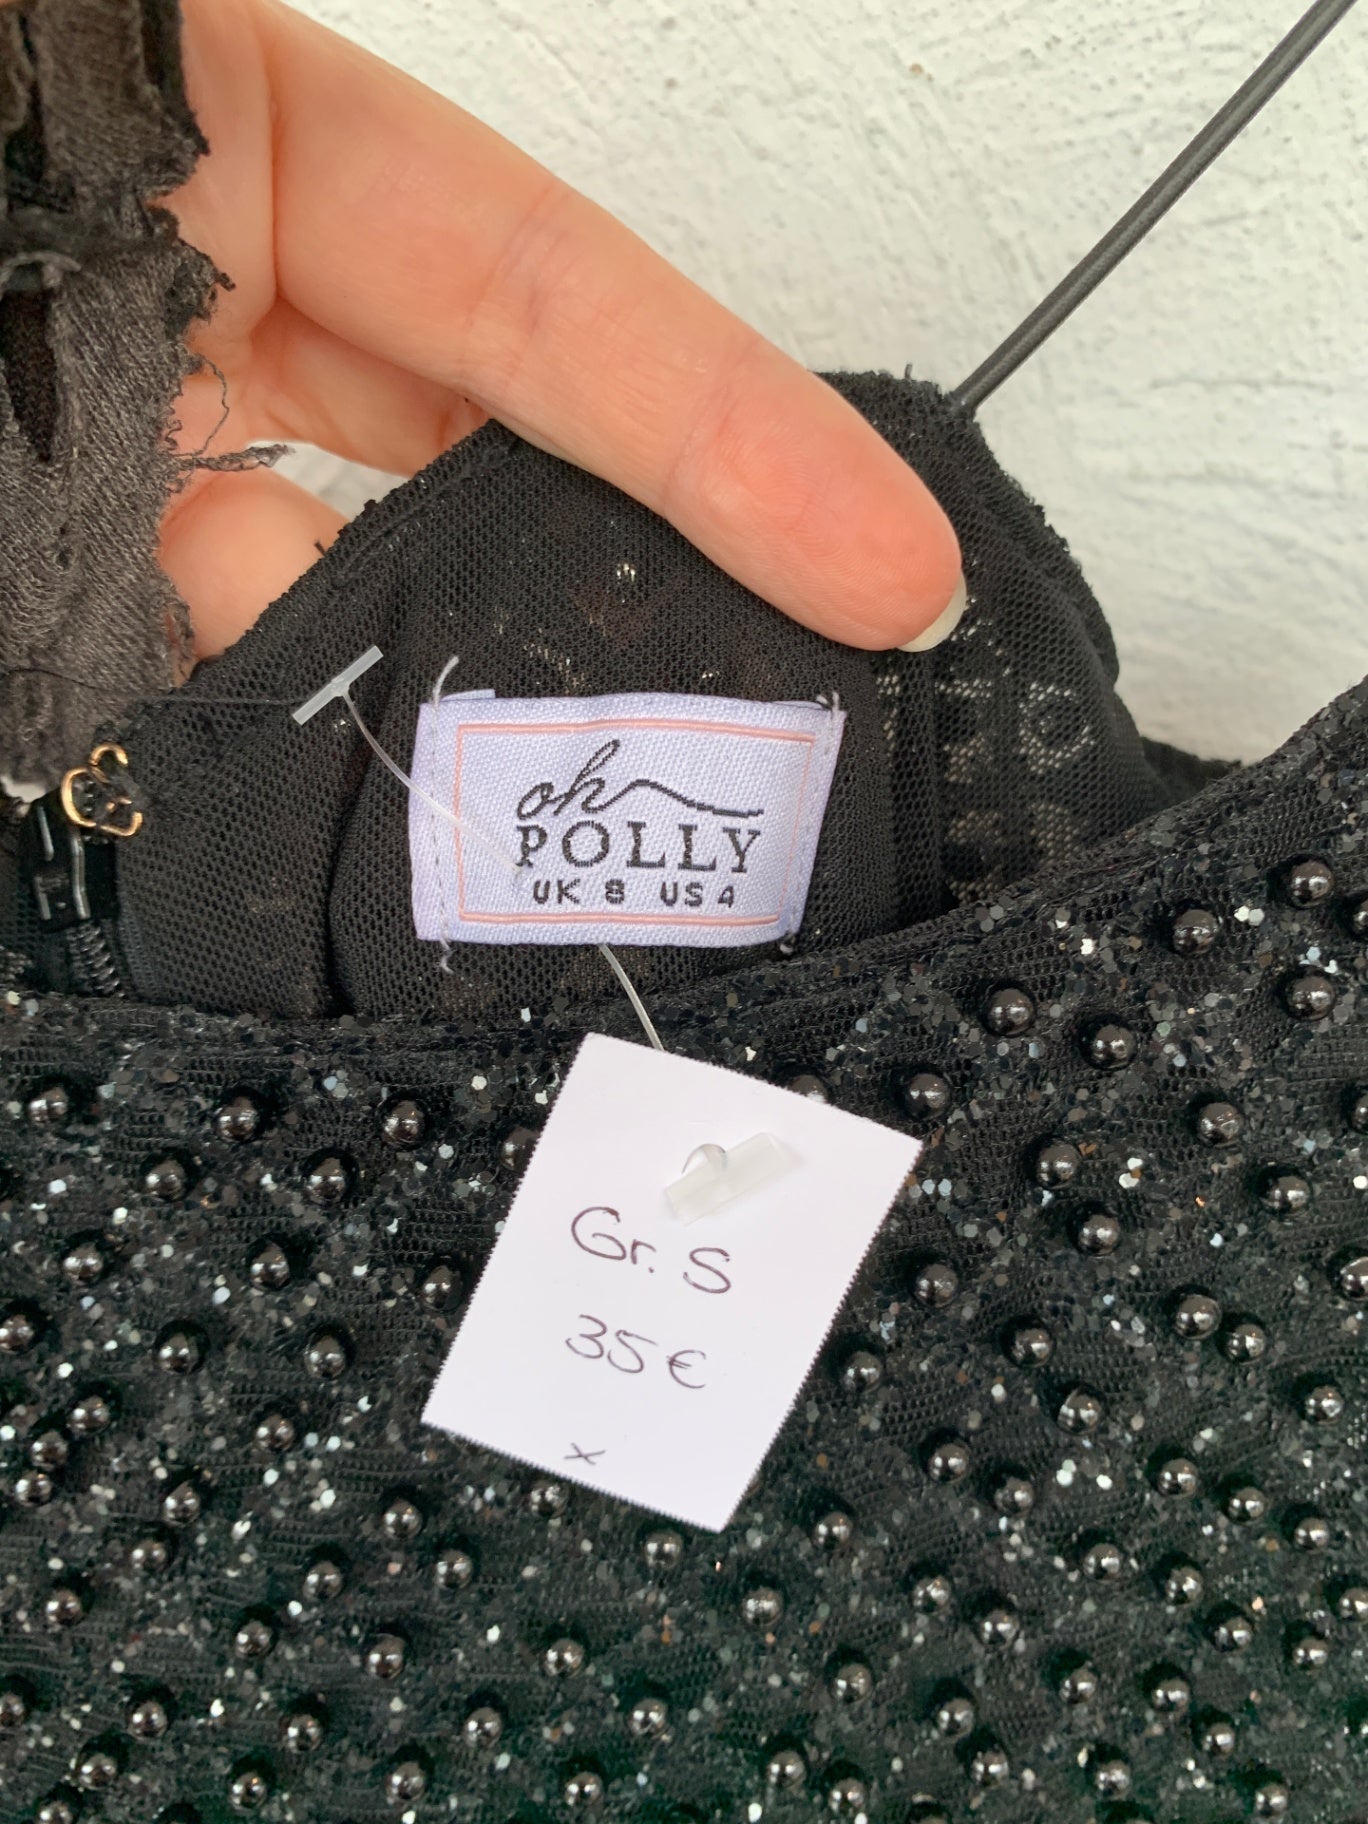 oh
POLLY
UK 8 US 4
Gr. S
35€
x